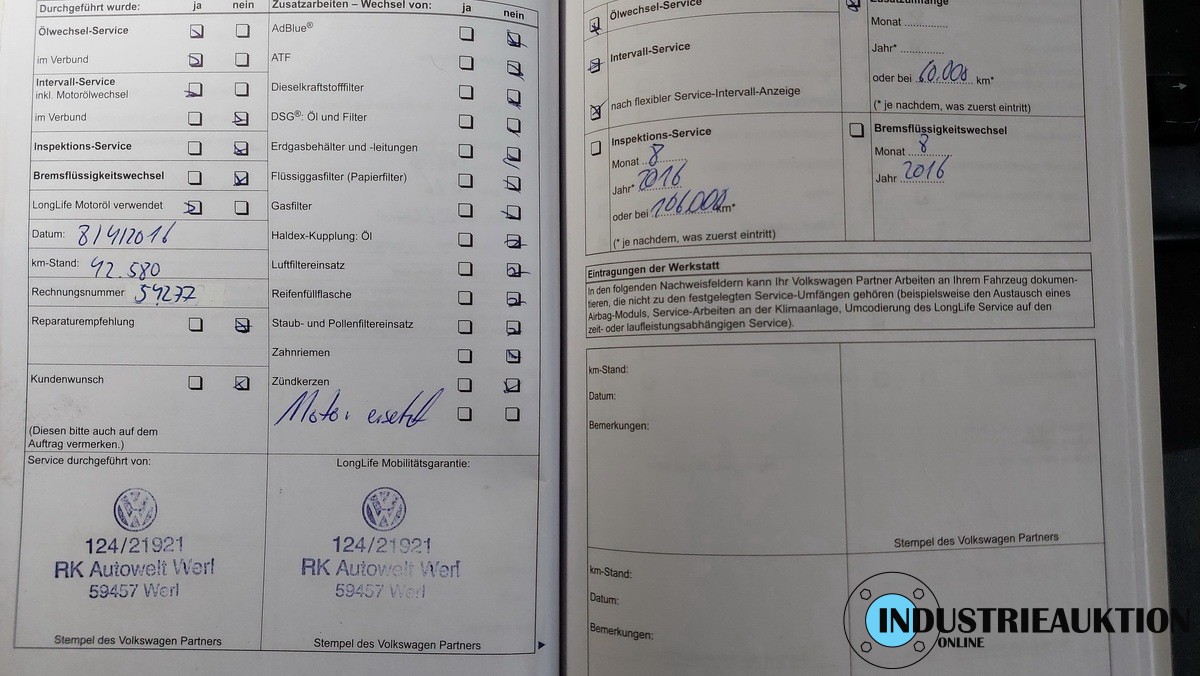 Durchgeführt wurde: ja nein
Ölwechsel-Service
im Verbund
Intervall-Service
inkl. Motorölwechsel
im Verbund
Inspektions-Service
Bremsflüssigkeitswechsel
LongLife Motoröl verwendet
Datum: 8/4/2016
km-Stand: 92.580
Rechnungsnummer 59277
Reparaturempfehlung
Kundenwunsch
(Diesen bitte auch auf dem
Auftrag vermerken.)
Zusatzarbeiten – Wechsel von: ja nein
AdBlue®
ATF
Dieselkraftstofffilter
DSG®: Öl und Filter
Erdgasbehälter und -leitungen
Flüssiggasfilter (Papierfilter)
Gasfilter
Haldex-Kupplung: Öl
Luftfiltereinsatz
Reifenfüllflasche
Staub- und Pollenfiltereinsatz
Zahnriemen
Zündkerzen
Motor ersetzt
Service durchgeführt von:
124/21921
RK Autowelt Werl
59457 Werl
Stempel des Volkswagen Partners
LongLife Mobilitätsgarantie:
124/21921
RK Autowelt Werl
59457 Werl
Stempel des Volkswagen Partners
Ölwechsel-Service
Intervall-Service
nach flexibler Service-Intervall-Anzeige
Zusatzumfänge
Monat
Jahr*
oder bei 60.000 km*
(* je nachdem, was zuerst eintritt)
Inspektions-Service
Monat 8
Jahr* 2016
oder bei 106.000 km*
(* je nachdem, was zuerst eintritt)
Bremsflüssigkeitswechsel
Monat 8
Jahr 2016
Eintragungen der Werkstatt
In den folgenden Nachweisfeldern kann Ihr Volkswagen Partner Arbeiten an Ihrem Fahrzeug dokumen-
tieren, die nicht zu den festgelegten Service-Umfängen gehören (beispielsweise den Austausch eines
Airbag-Moduls, Service-Arbeiten an der Klimaanlage, Umcodierung des LongLife Service auf den
zeit- oder laufleistungsabhängigen Service).
km-Stand:
Datum:
Bemerkungen:
Stempel des Volkswagen Partners
km-Stand:
Datum:
Bemerkungen:
INDUSTRIEAUKTION
ONLINE